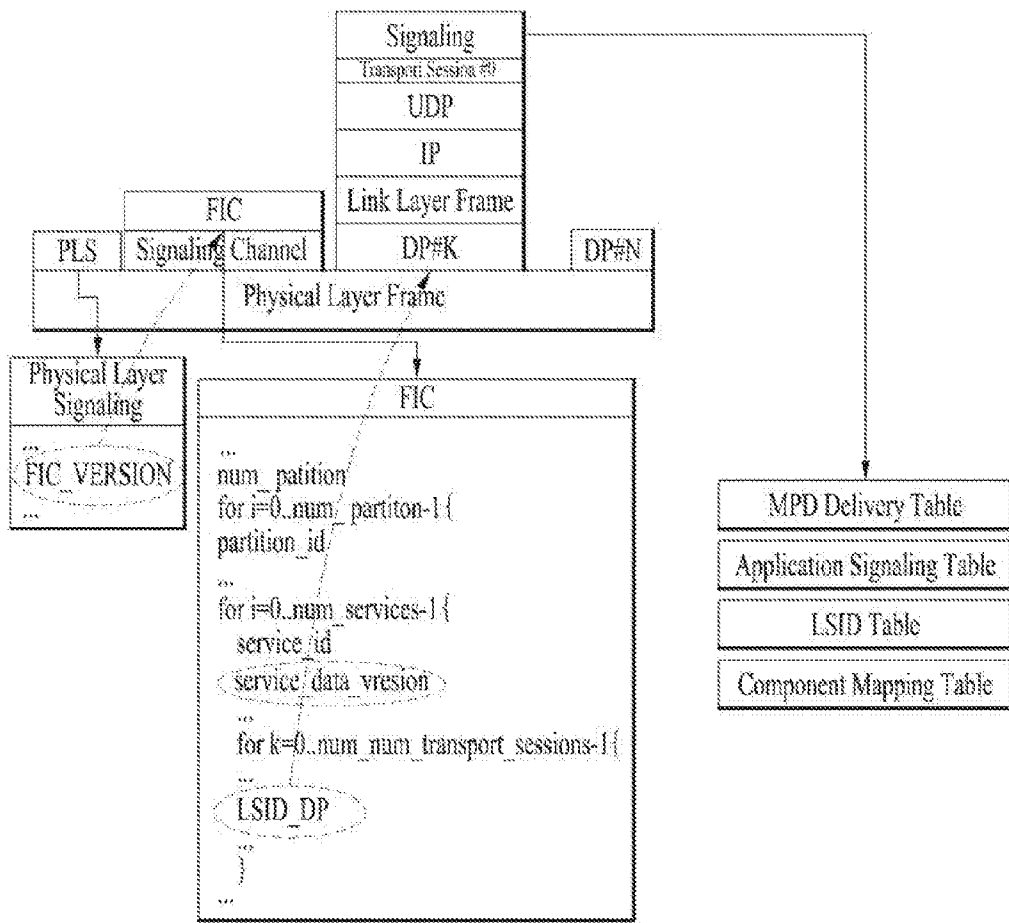 Signaling
Transport Session #0
UDP
IP
Link Layer Frame
DP#K
FIC
Signaling Channel
PLS
DP#N
Physical Layer Frame
Physical Layer
Signaling
...
FIC_VERSION
...
FIC
...
num_patition
for i=0..num_partiton-1{
partition_id
...
for i=0..num_services-1{
service_id
service_data_vresion
...
for k=0..num_num_transport_sessions-1{
...
LSID_DP
...
}
...
MPD Delivery Table
Application Signaling Table
LSID Table
Component Mapping Table